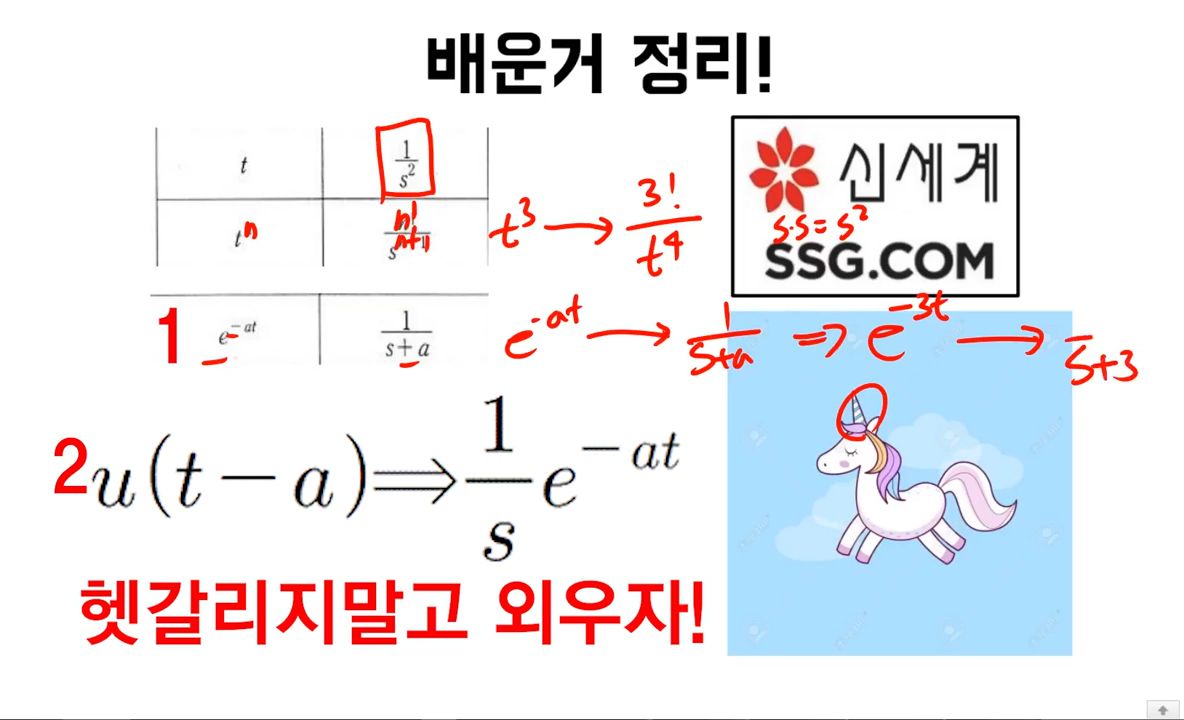 배운거 정리!
t 1/s²
tⁿ n!/sⁿ⁺¹ t³ → 3!/t⁴
신세계
s·s = s²
SSG.COM
1 e⁻ᵃᵗ 1/(s+a) e⁻ᵃᵗ → 1/(s+a) ⇒ e⁻³ᵗ → /(s+3)
2 u(t−a) ⇒ 1/s e⁻ᵃᵗ
헷갈리지말고 외우자!